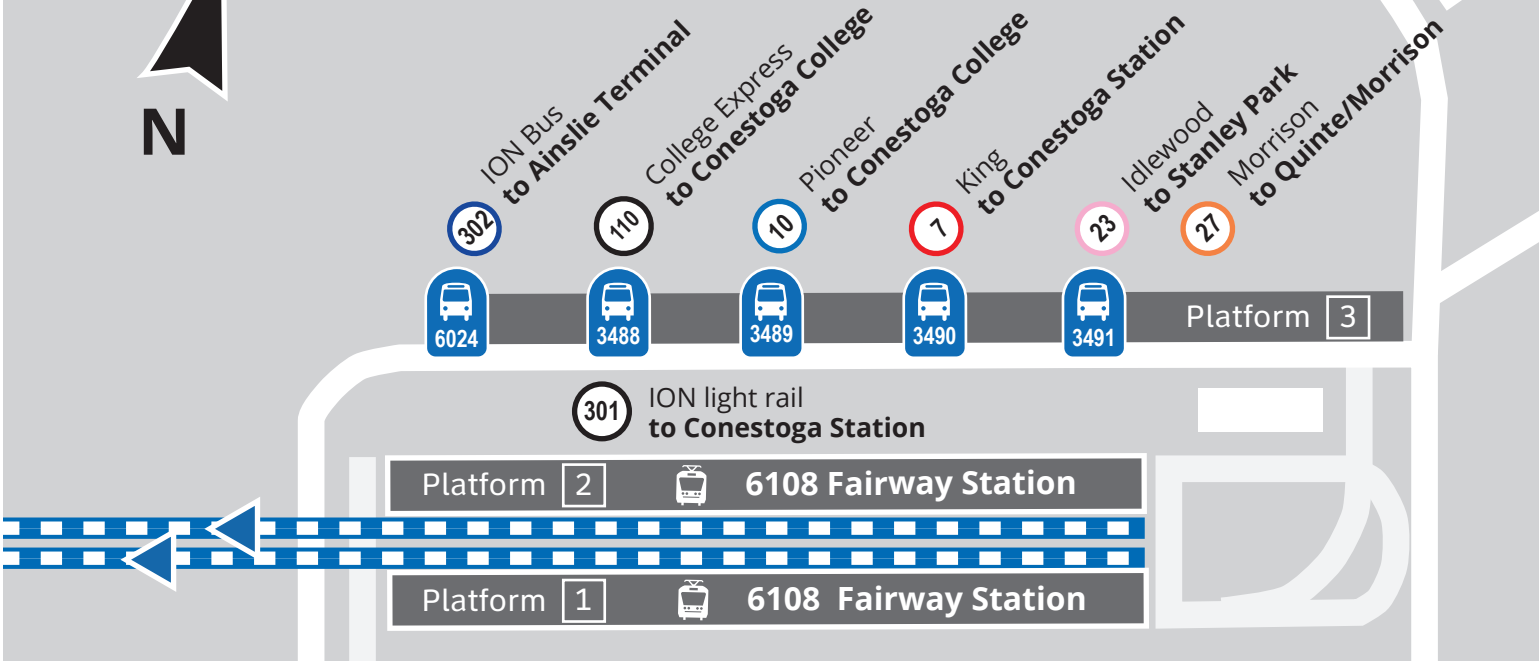 N
ION Bus
to Ainslie Terminal
College Express
to Conestoga College
Pioneer
to Conestoga College
King
to Conestoga Station
Idlewood
to Stanley Park
Morrison
to Quinte/Morrison
302
110
10
7
23
27
6024
3488
3489
3490
3491
Platform 3
301
ION light rail
to Conestoga Station
Platform 2 6108 Fairway Station
Platform 1 6108 Fairway Station